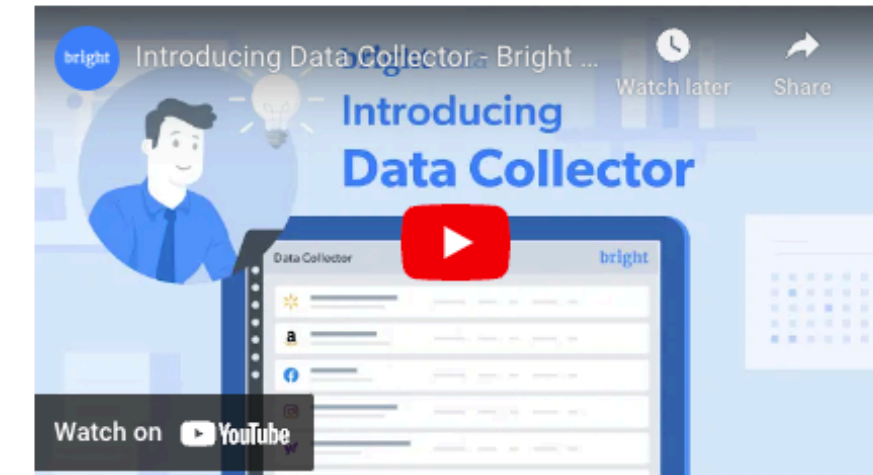 bright
Introducing Data Collector - Bright ...
Watch later
Share
Introducing
Data Collector
Data Collector
bright
a
Watch on YouTube